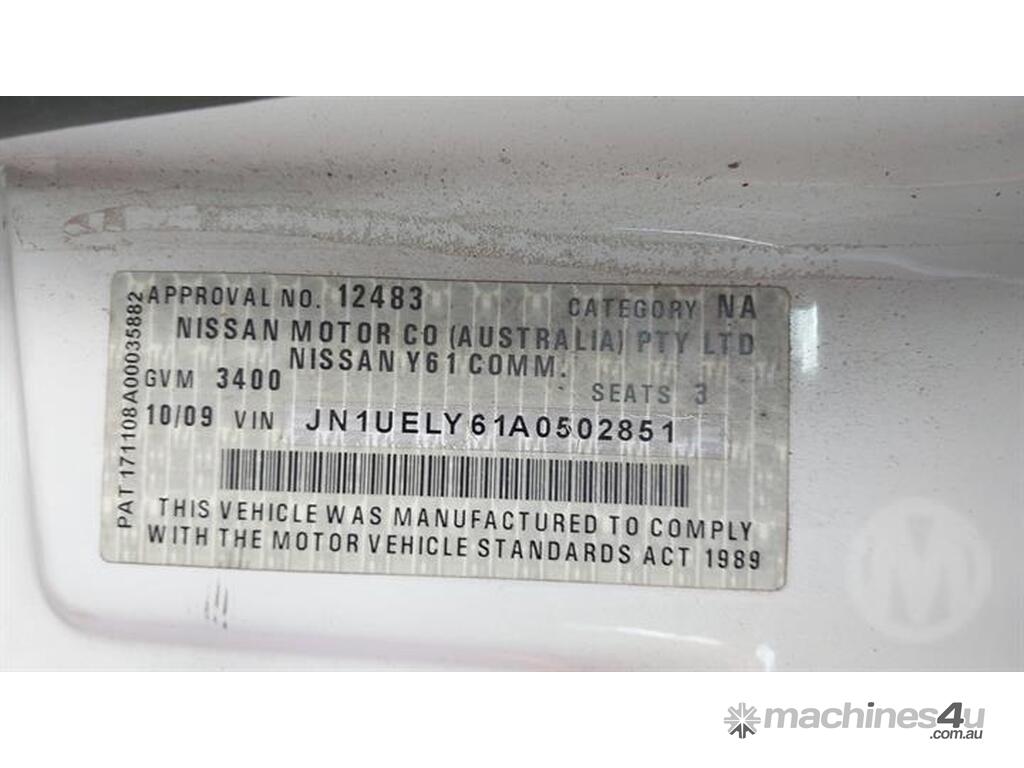 APPROVAL NO. 12483 CATEGORY NA
NISSAN MOTOR CO (AUSTRALIA) PTY LTD
NISSAN Y61 COMM.
GVM 3400 SEATS 3
10/09 VIN JN1UELY61A0502851
THIS VEHICLE WAS MANUFACTURED TO COMPLY
WITH THE MOTOR VEHICLE STANDARDS ACT 1989
PAT171108A00035882
M
machines4u
.com.au